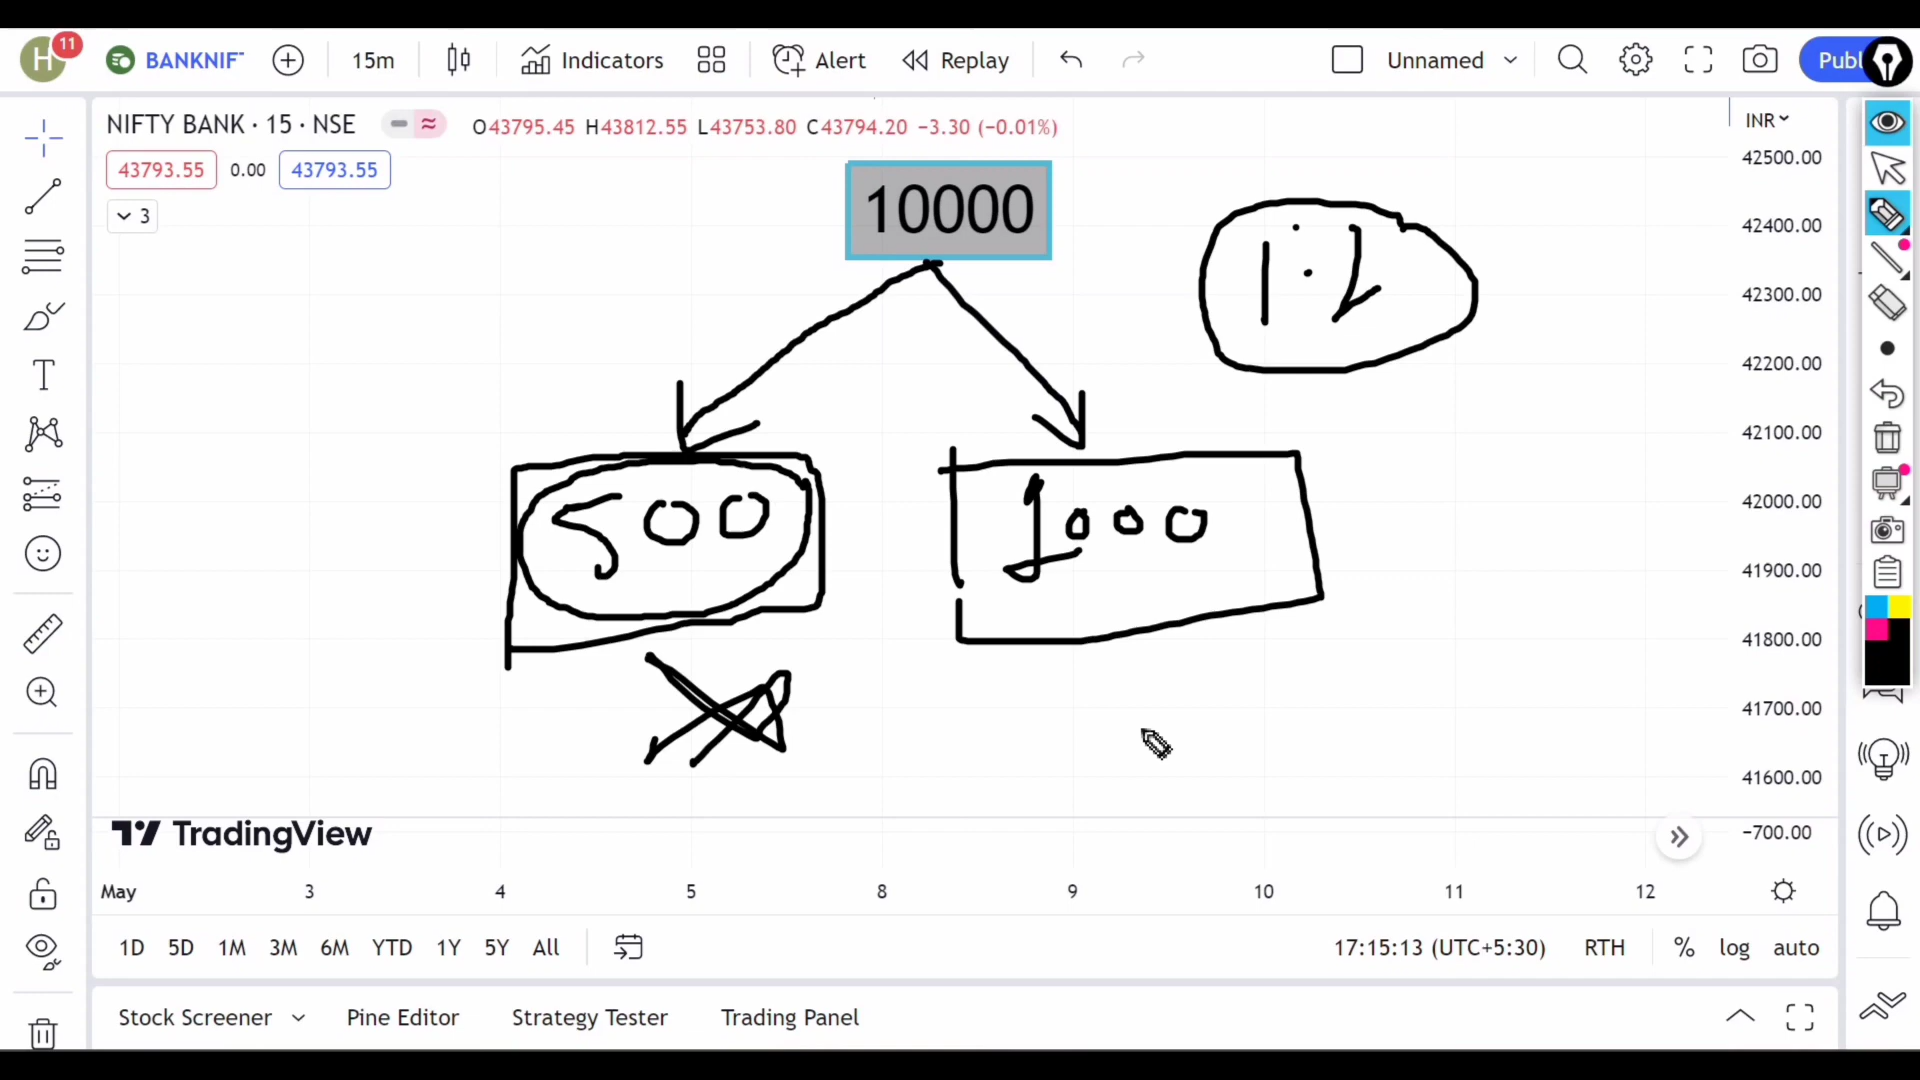 H 11 BANKNIF 15m Indicators Alert Replay Unnamed Publ
NIFTY BANK · 15 · NSE O43795.45 H43812.55 L43753.80 C43794.20 −3.30 (−0.01%) INR
43793.55 0.00 43793.55
3
10000
1:2
500
1000
42500.00
42400.00
42300.00
42200.00
42100.00
42000.00
41900.00
41800.00
41700.00
41600.00
−700.00
TradingView
May 3 4 5 8 9 10 11 12
1D 5D 1M 3M 6M YTD 1Y 5Y All 17:15:13 (UTC+5:30) RTH % log auto
Stock Screener Pine Editor Strategy Tester Trading Panel